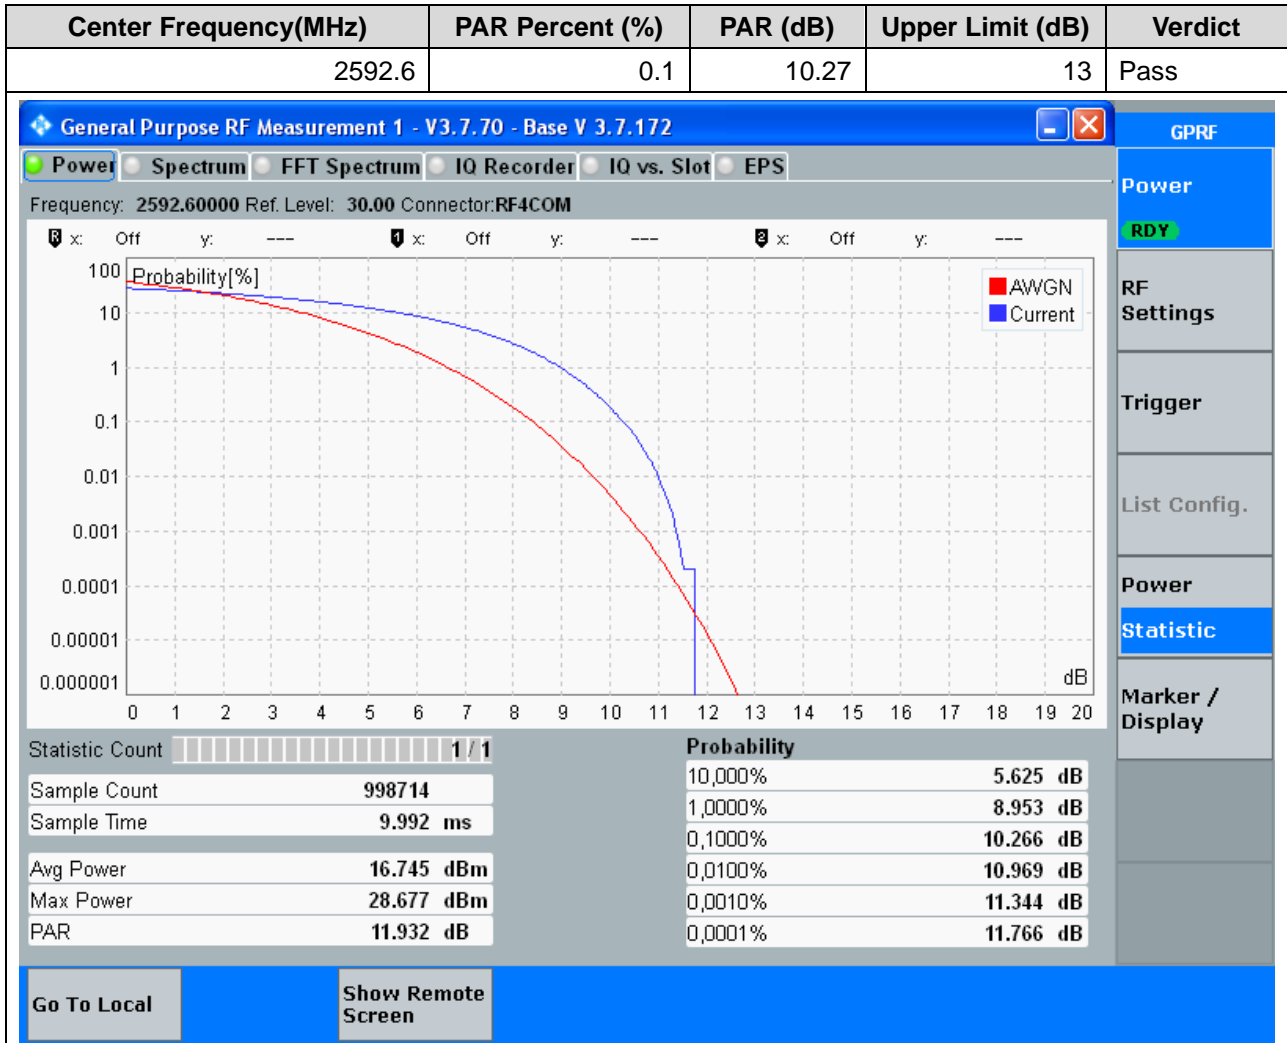 Center Frequency(MHz) PAR Percent (%) PAR (dB) Upper Limit (dB) Verdict
2592.6 0.1 10.27 13 Pass
General Purpose RF Measurement 1 - V3.7.70 - Base V 3.7.172
GPRF
Power Spectrum FFT Spectrum IQ Recorder IQ vs. Slot EPS
Frequency: 2592.60000 Ref. Level: 30.00 Connector:RF4COM
R x: Off y: --- 1 x: Off y: --- 2 x: Off y: ---
Probability[%]
AWGN
Current
100
10
1
0.1
0.01
0.001
0.0001
0.00001
0.000001
dB
0 1 2 3 4 5 6 7 8 9 10 11 12 13 14 15 16 17 18 19 20
Power
RDY
RF
Settings
Trigger
List Config.
Power
Statistic
Marker /
Display
Statistic Count 1 / 1
Sample Count 998714
Sample Time 9.992 ms
Avg Power 16.745 dBm
Max Power 28.677 dBm
PAR 11.932 dB
Probability
10,000% 5.625 dB
1,0000% 8.953 dB
0,1000% 10.266 dB
0,0100% 10.969 dB
0,0010% 11.344 dB
0,0001% 11.766 dB
Go To Local
Show Remote
Screen